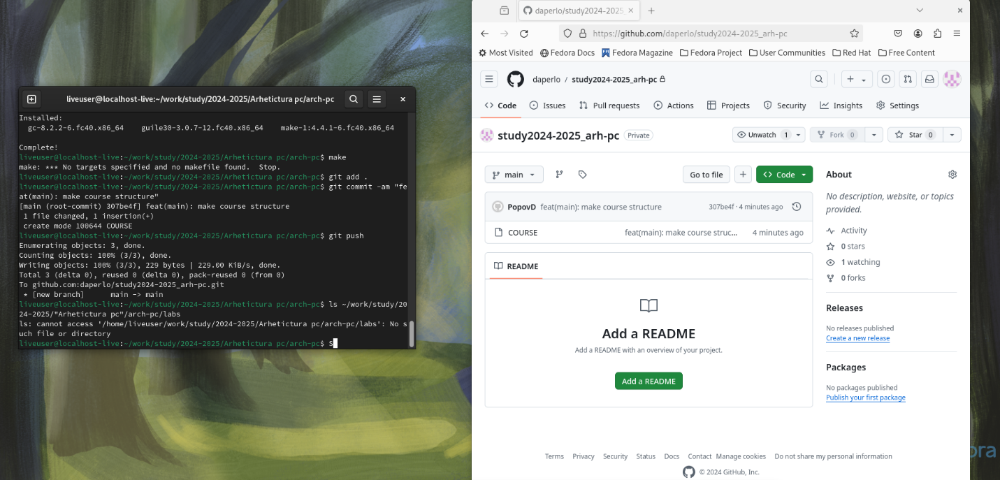 liveuser@localhost-live:~/work/study/2024-2025/Arhetictura pc/arch-pc
Installed:
gc-8.2.2-6.fc40.x86_64 guile30-3.0.7-12.fc40.x86_64 make-1:4.4.1-6.fc40.x86_64
Complete!
liveuser@localhost-live:~/work/study/2024-2025/Arhetictura pc/arch-pc$ make
make: *** No targets specified and no makefile found. Stop.
liveuser@localhost-live:~/work/study/2024-2025/Arhetictura pc/arch-pc$ git add .
liveuser@localhost-live:~/work/study/2024-2025/Arhetictura pc/arch-pc$ git commit -am "fe
at(main): make course structure"
[main (root-commit) 307be4f] feat(main): make course structure
1 file changed, 1 insertion(+)
create mode 100644 COURSE
liveuser@localhost-live:~/work/study/2024-2025/Arhetictura pc/arch-pc$ git push
Enumerating objects: 3, done.
Counting objects: 100% (3/3), done.
Writing objects: 100% (3/3), 229 bytes | 229.00 KiB/s, done.
Total 3 (delta 0), reused 0 (delta 0), pack-reused 0 (from 0)
To github.com:daperlo/study2024-2025_arh-pc.git
* [new branch] main -> main
liveuser@localhost-live:~/work/study/2024-2025/Arhetictura pc/arch-pc$ ls ~/work/study/20
24-2025/"Arhetictura pc"/arch-pc/labs
ls: cannot access '/home/liveuser/work/study/2024-2025/Arhetictura pc/arch-pc/labs': No s
uch file or directory
liveuser@localhost-live:~/work/study/2024-2025/Arhetictura pc/arch-pc$ S
daperlo/study2024-2025_
https://github.com/daperlo/study2024-2025_arh-pc
Most Visited Fedora Docs Fedora Magazine Fedora Project User Communities Red Hat Free Content
daperlo / study2024-2025_arh-pc
Code Issues Pull requests Actions Projects Security Insights Settings
study2024-2025_arh-pc Private Unwatch 1 Fork 0 Star 0
main Go to file + Code
PopovD feat(main): make course structure 307be4f · 4 minutes ago
COURSE feat(main): make course struc... 4 minutes ago
README
Add a README
Add a README with an overview of your project.
Add a README
About
No description, website, or topics
provided.
Activity
0 stars
1 watching
0 forks
Releases
No releases published
Create a new release
Packages
No packages published
Publish your first package
Terms Privacy Security Status Docs Contact Manage cookies Do not share my personal information
© 2024 GitHub, Inc.
ora